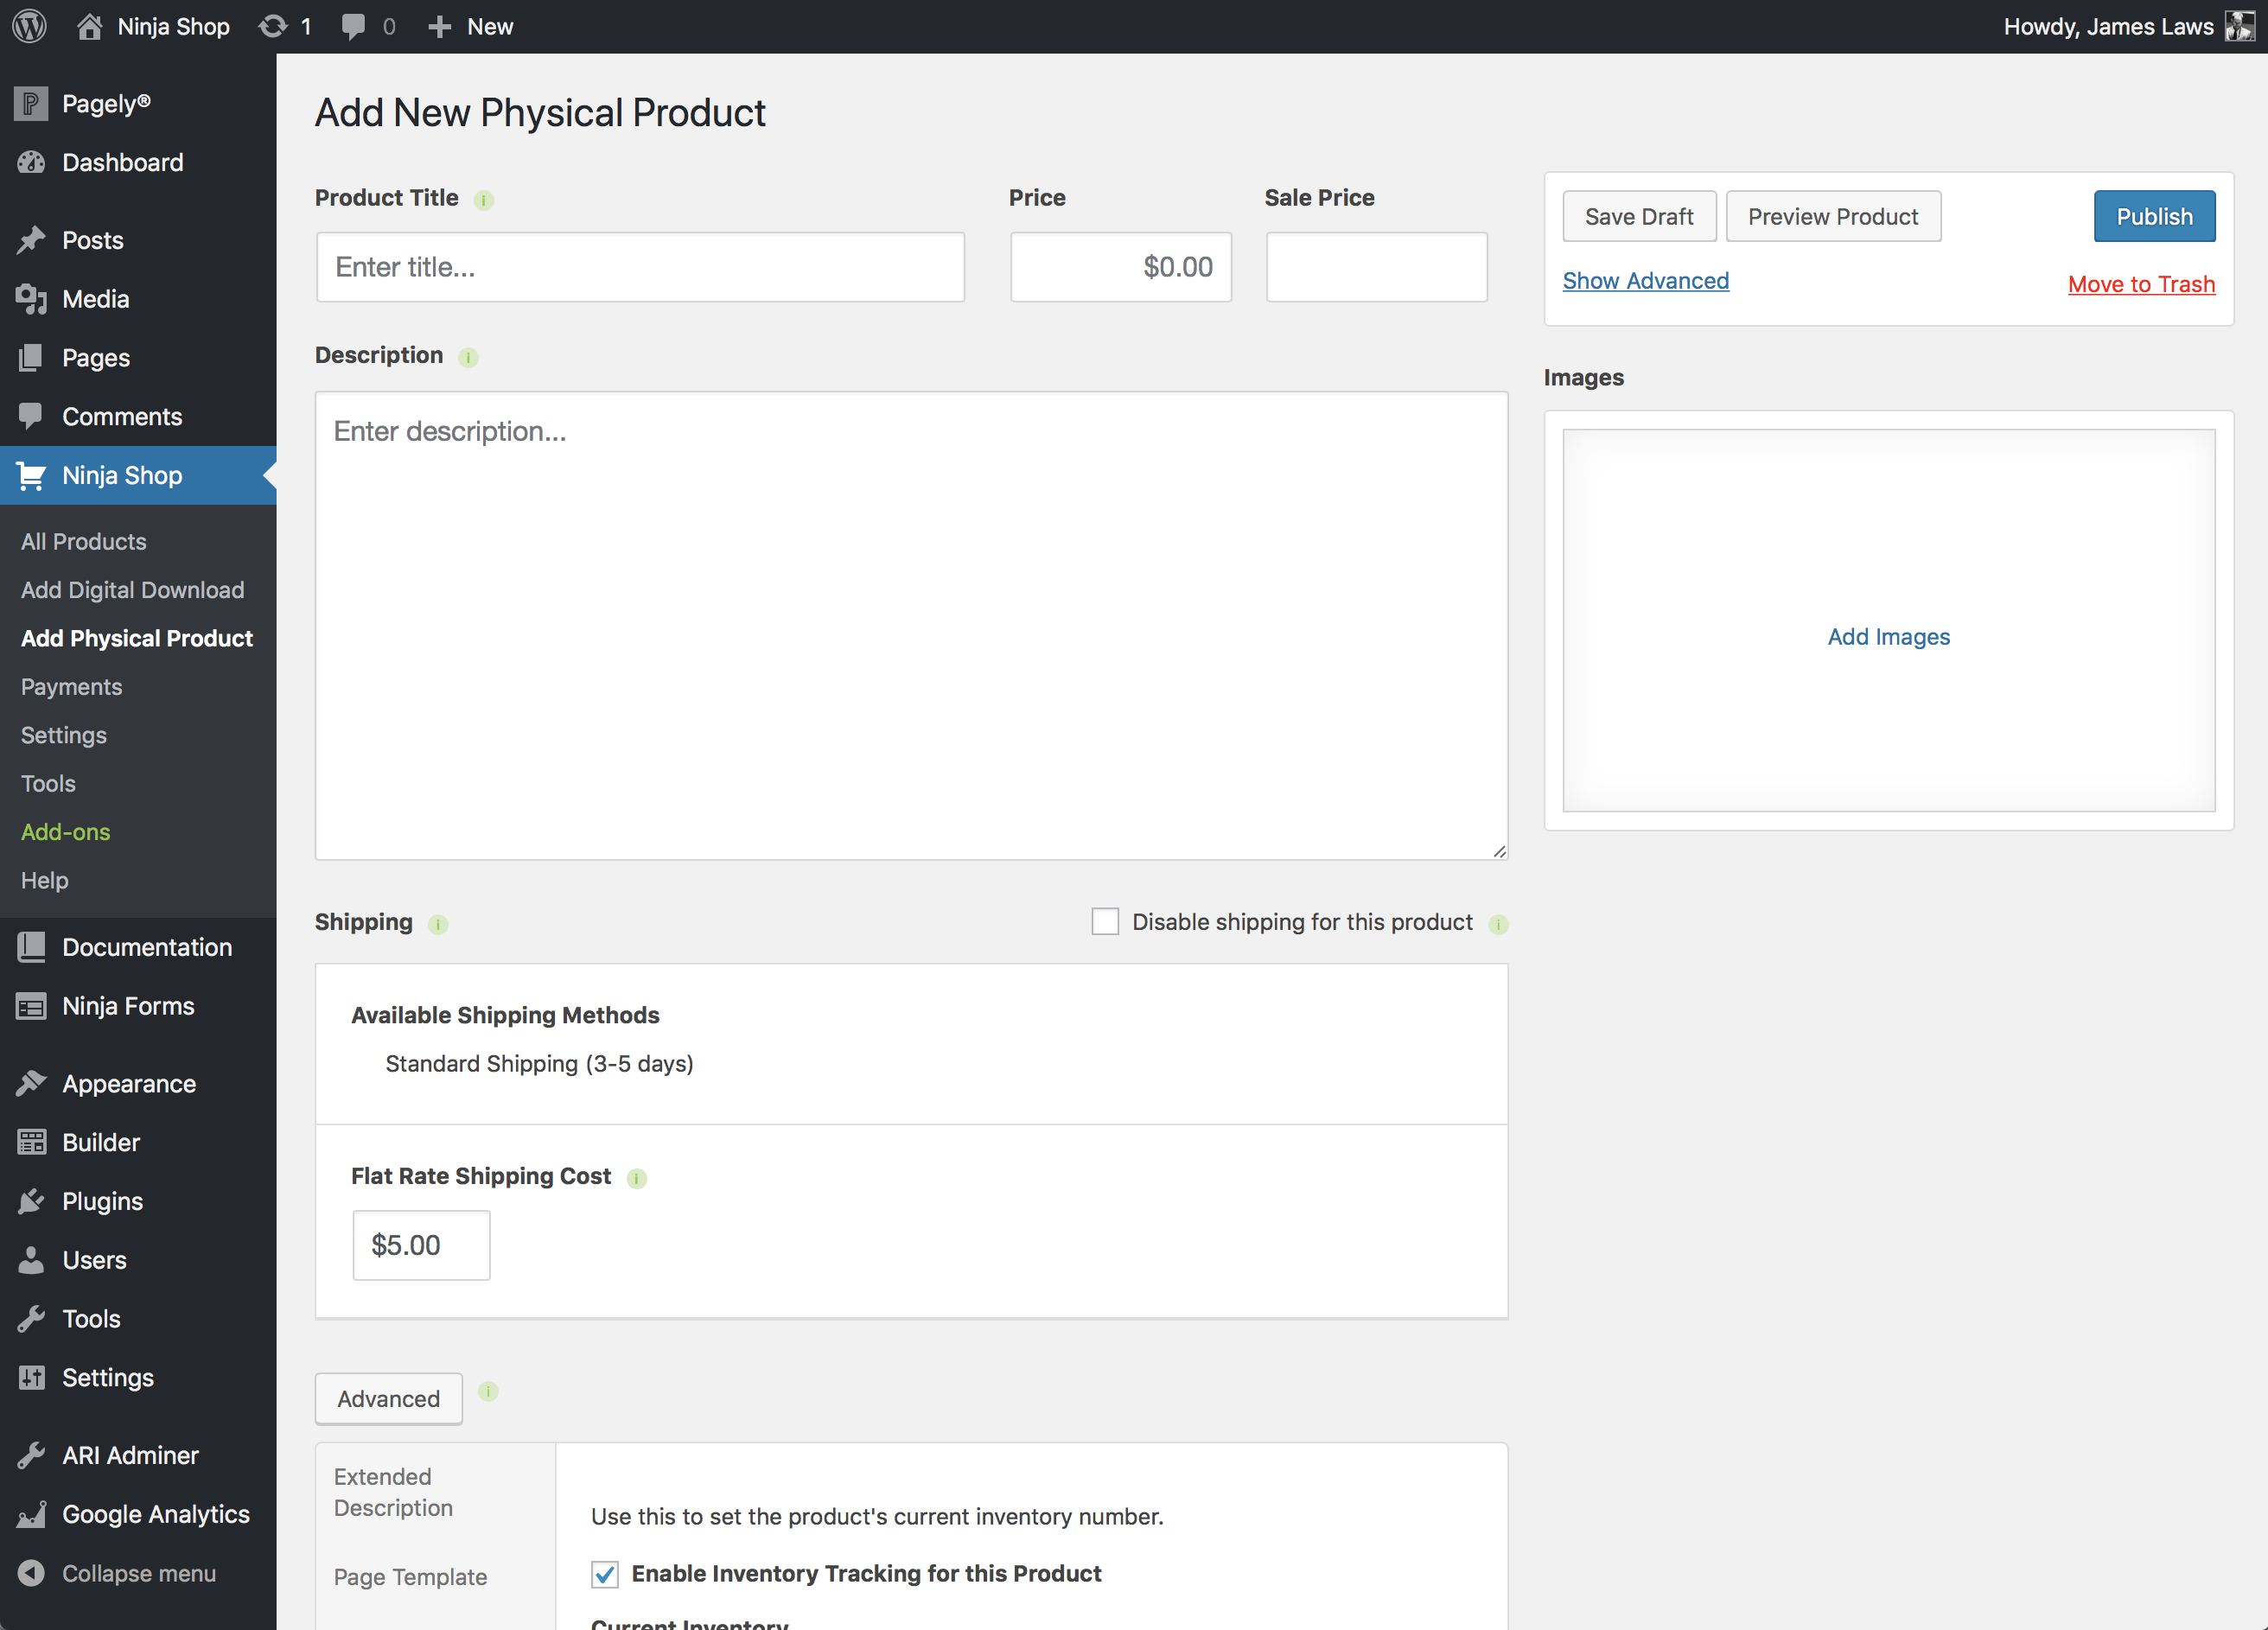 Ninja Shop 1 0 New Howdy, James Laws
Pagely®
Dashboard
Posts
Media
Pages
Comments
Ninja Shop
All Products
Add Digital Download
Add Physical Product
Payments
Settings
Tools
Add-ons
Help
Documentation
Ninja Forms
Appearance
Builder
Plugins
Users
Tools
Settings
ARI Adminer
Google Analytics
Collapse menu
Add New Physical Product
Product Title Price Sale Price
Enter title... $0.00
Description
Enter description...
Save Draft Preview Product Publish
Show Advanced Move to Trash
Images
Add Images
Shipping Disable shipping for this product
Available Shipping Methods
Standard Shipping (3-5 days)
Flat Rate Shipping Cost
$5.00
Advanced
Extended
Description
Page Template
Use this to set the product's current inventory number.
Enable Inventory Tracking for this Product
Current Inventory